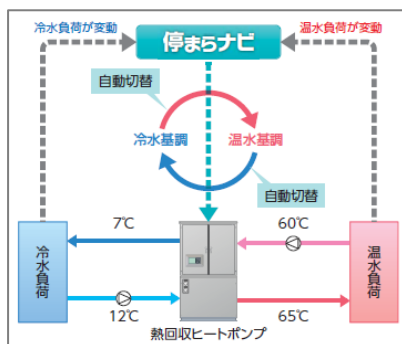 冷水負荷が変動
停まらナビ
温水負荷が変動
自動切替
冷水基調
温水基調
自動切替
7℃
60℃
冷水負荷
温水負荷
12℃
65℃
熱回収ヒートポンプ